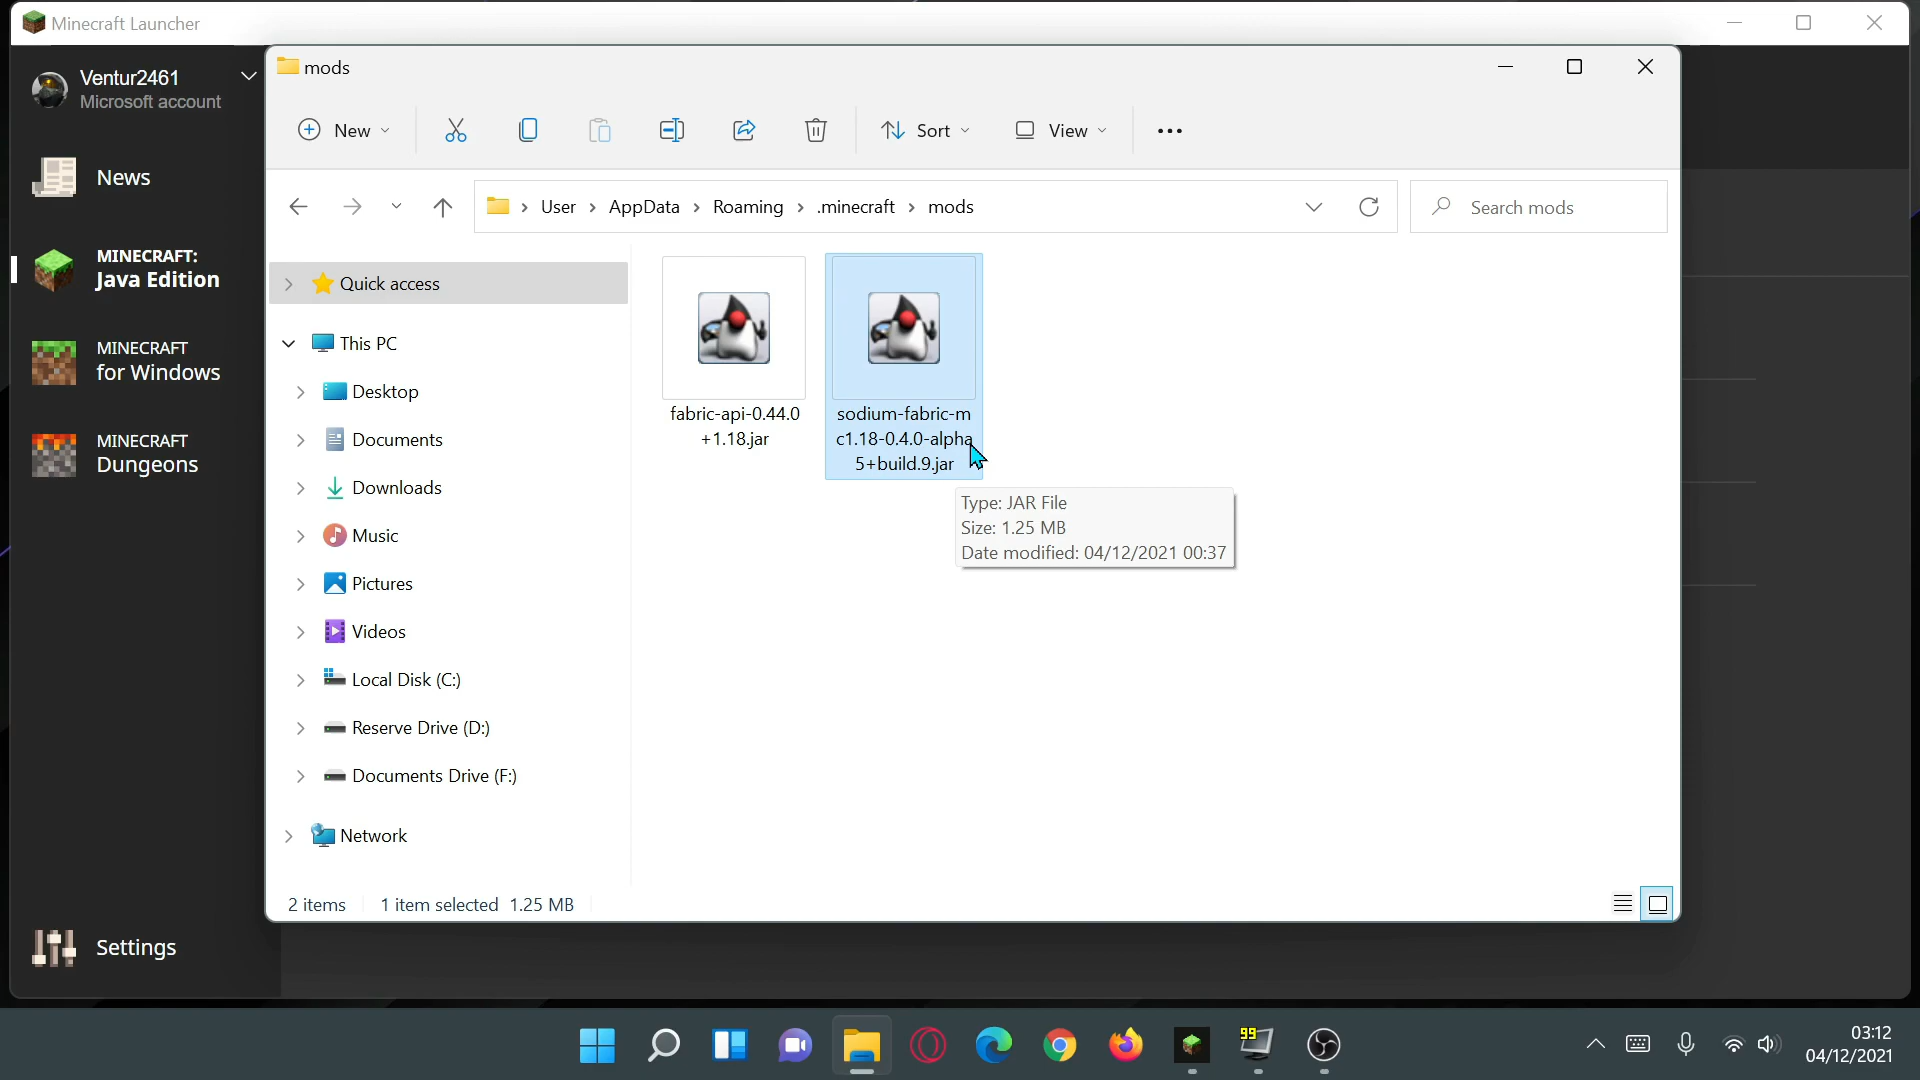 Minecraft Launcher
Ventur2461
Microsoft account
News
MINECRAFT:
Java Edition
MINECRAFT
for Windows
MINECRAFT
Dungeons
Settings
mods
New
Sort
View
User
AppData
Roaming
.minecraft
mods
Search mods
Quick access
This PC
Desktop
Documents
Downloads
Music
Pictures
Videos
Local Disk (C:)
Reserve Drive (D:)
Documents Drive (F:)
Network
fabric-api-0.44.0
+1.18.jar
sodium-fabric-m
c1.18-0.4.0-alpha
5+build.9.jar
Type: JAR File
Size: 1.25 MB
Date modified: 04/12/2021 00:37
2 items
1 item selected 1.25 MB
99
03:12
04/12/2021